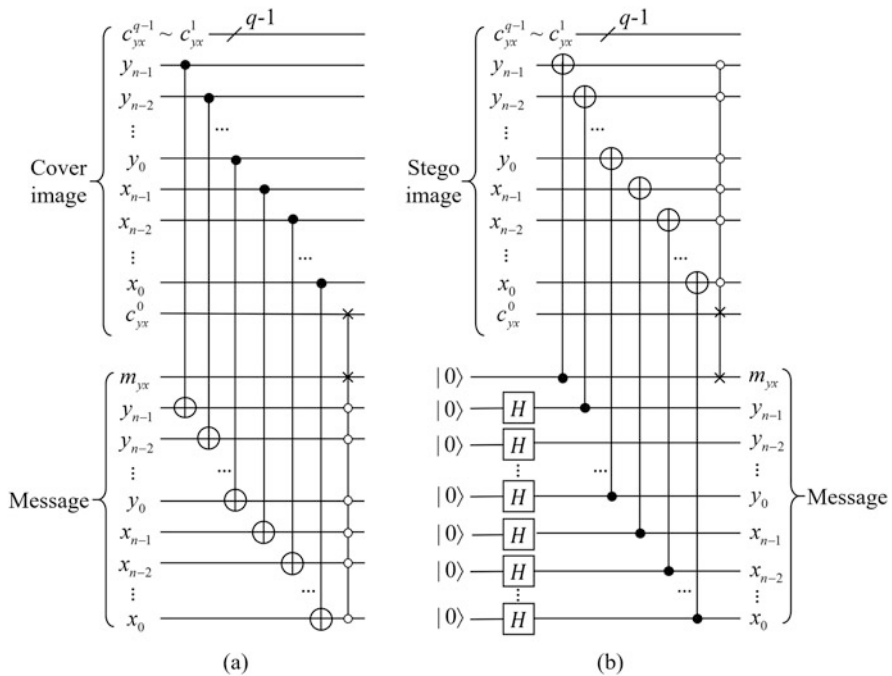 c_{yx}^{q-1} ~ c_{yx}^{1} q-1
y_{n-1}
y_{n-2}
⋮ ...
y_0
x_{n-1}
x_{n-2}
⋮ ...
x_0
c_{yx}^{0}
Cover
image
m_{yx}
y_{n-1}
y_{n-2}
⋮ ...
y_0
x_{n-1}
x_{n-2}
⋮ ...
x_0
Message
(a)
c_{yx}^{q-1} ~ c_{yx}^{1} q-1
y_{n-1}
y_{n-2}
⋮ ...
y_0
x_{n-1}
x_{n-2}
⋮ ...
x_0
c_{yx}^{0}
Stego
image
|0⟩ m_{yx}
|0⟩ H y_{n-1}
|0⟩ H y_{n-2}
⋮ ... ⋮
|0⟩ H y_0
|0⟩ H x_{n-1}
|0⟩ H x_{n-2}
⋮ ... ⋮
|0⟩ H x_0
Message
(b)